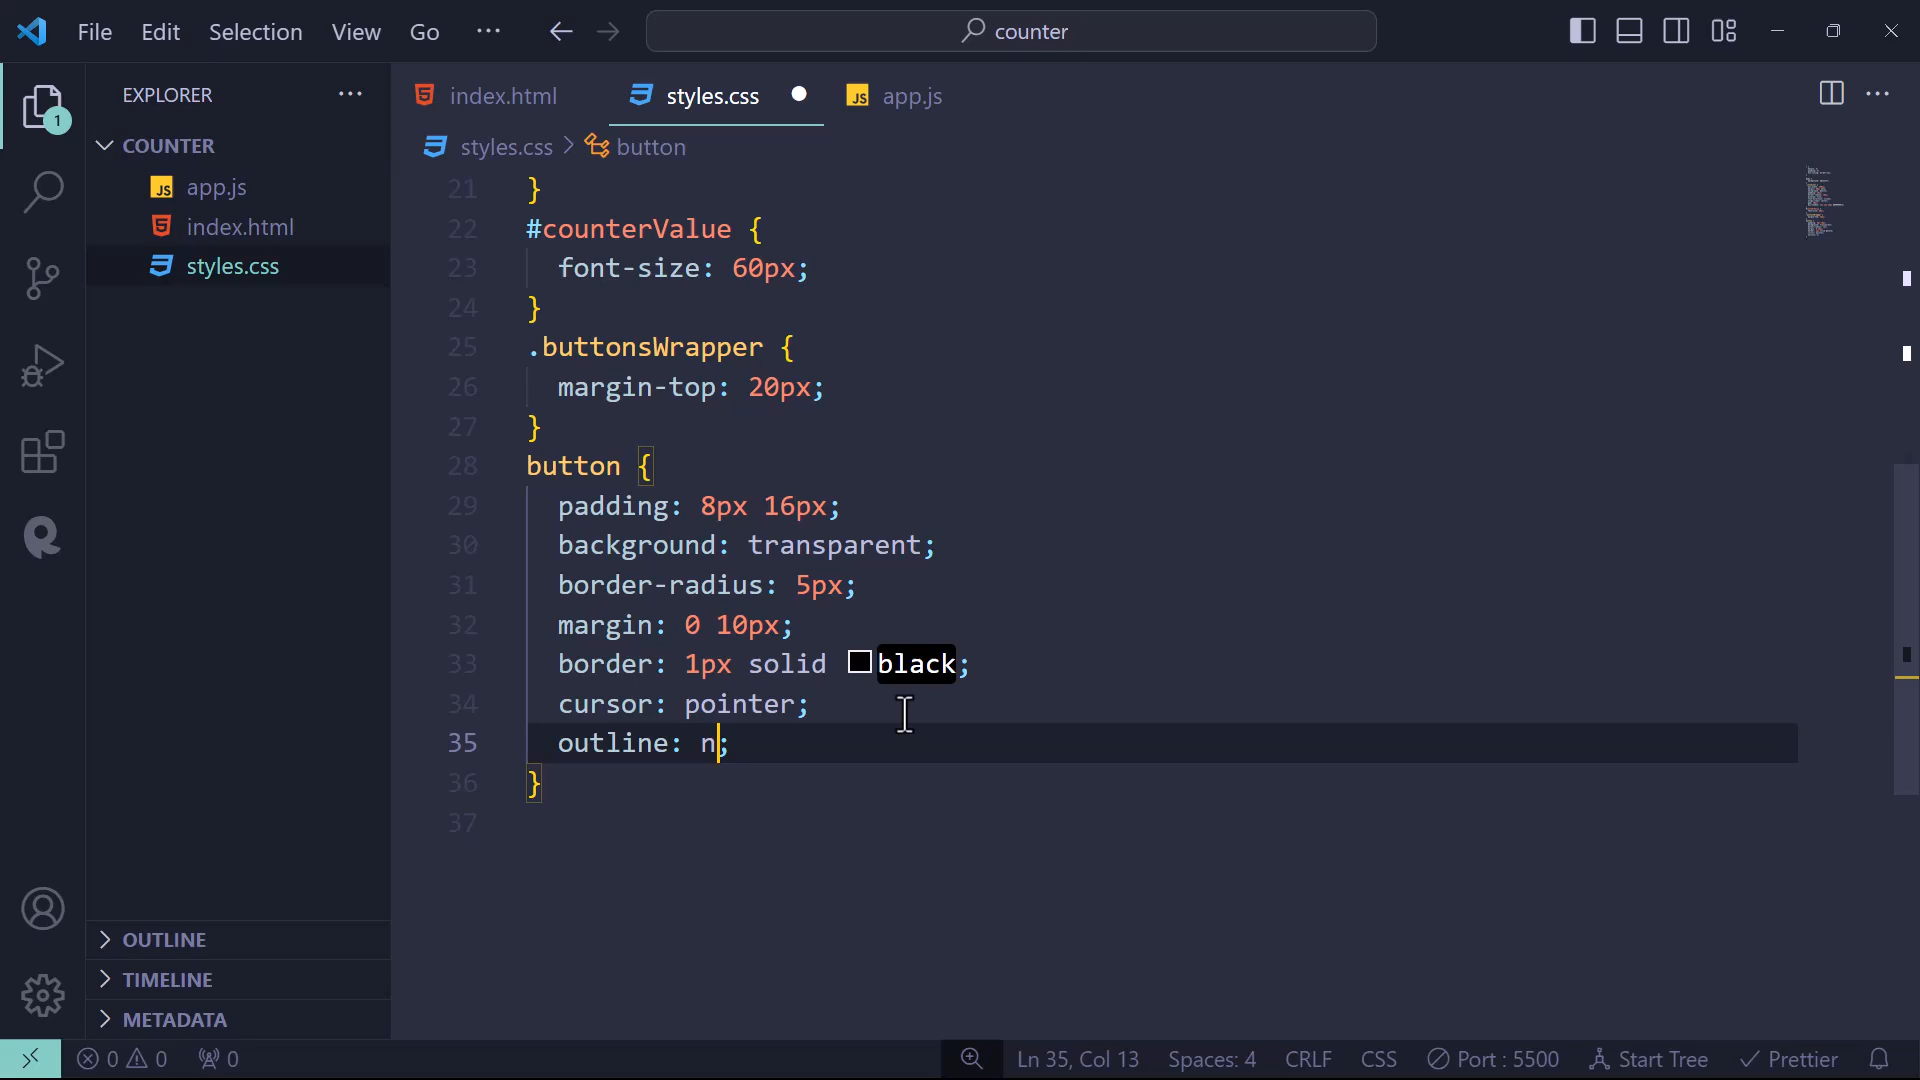 File Edit Selection View Go ··· counter
EXPLORER ···
1
COUNTER
JS app.js
index.html
styles.css
OUTLINE
TIMELINE
METADATA
index.html styles.css JS app.js ···
styles.css > button
21 }
22 #counterValue {
23 font-size: 60px;
24 }
25 .buttonsWrapper {
26 margin-top: 20px;
27 }
28 button {
29 padding: 8px 16px;
30 background: transparent;
31 border-radius: 5px;
32 margin: 0 10px;
33 border: 1px solid black;
34 cursor: pointer;
35 outline: n;
36 }
37
0 0 0 Ln 35, Col 13 Spaces: 4 CRLF CSS Port : 5500 Start Tree Prettier